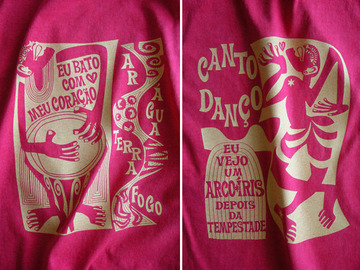 EU BATO
COM
MEU CORAÇÃO
AR
ÁGUA
TERRA
FOGO
CANTO
DANÇO
EU
VEJO
UM
ARCO-ÍRIS
DEPOIS
DA
TEMPESTADE